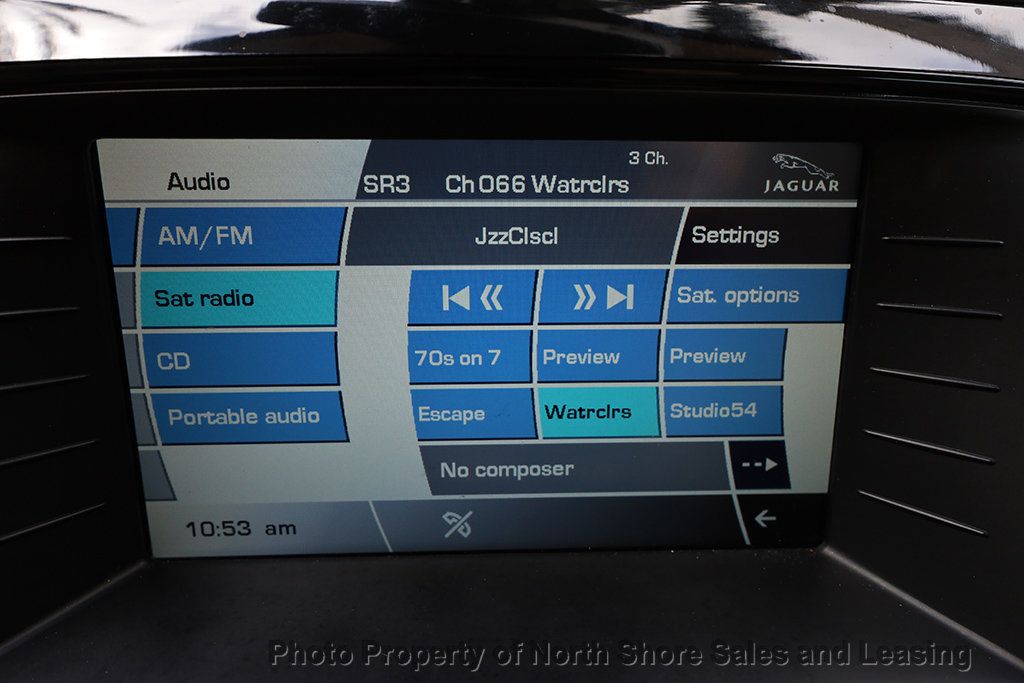 3 Ch.
Audio
SR3 Ch 066 Watrclrs
JAGUAR
AM/FM
JzzClscl
Settings
Sat radio
Sat. options
CD
70s on 7
Preview
Preview
Portable audio
Escape
Watrclrs
Studio54
No composer
10:53 am
Photo Property of North Shore Sales and Leasing